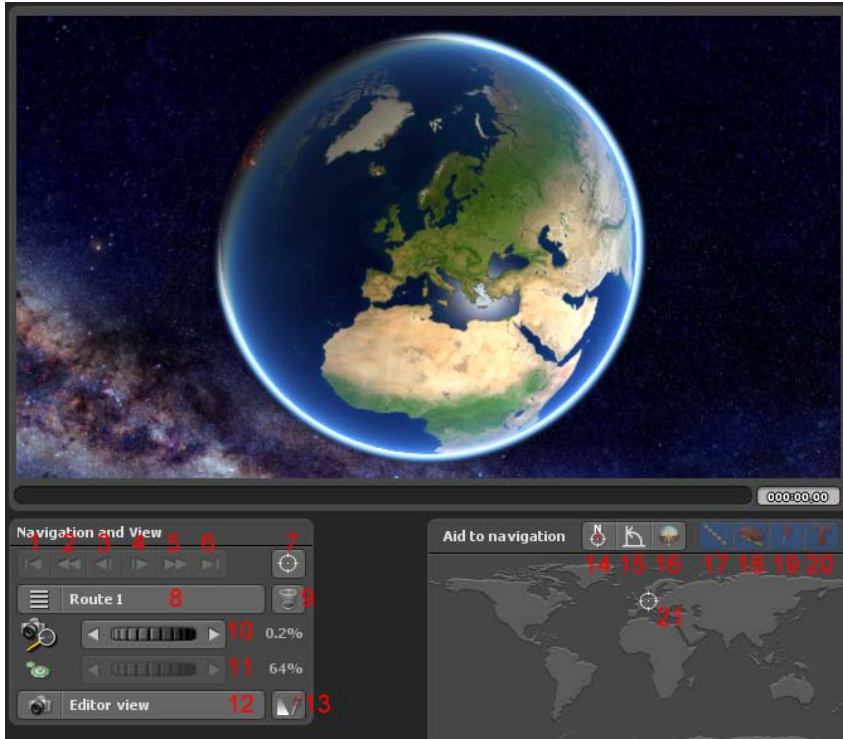 000:00,00
Navigation and View
1 2 3 4 5 6 7
Route 1 8 9
10 0.2%
11 64%
Editor view 12 13
Aid to navigation N
14 15 16 17 18 19 20
21